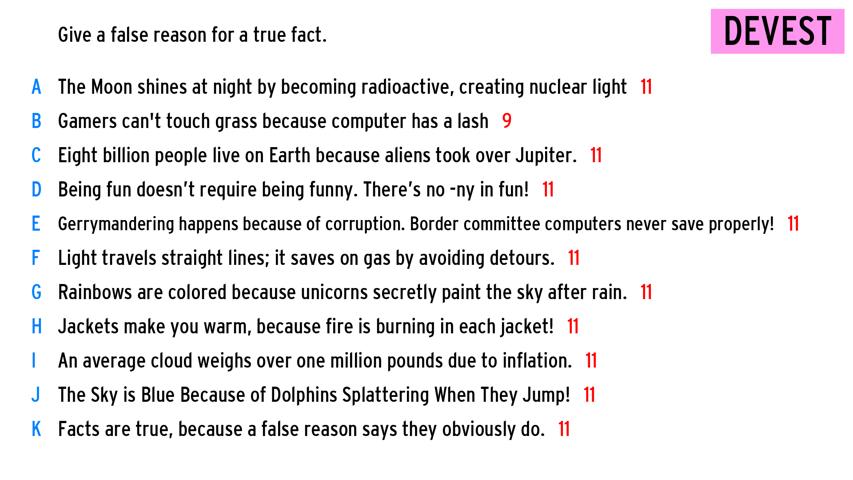 Give a false reason for a true fact.
DEVEST
A The Moon shines at night by becoming radioactive, creating nuclear light 11
B Gamers can't touch grass because computer has a lash 9
C Eight billion people live on Earth because aliens took over Jupiter. 11
D Being fun doesn’t require being funny. There’s no -ny in fun! 11
E Gerrymandering happens because of corruption. Border committee computers never save properly! 11
F Light travels straight lines; it saves on gas by avoiding detours. 11
G Rainbows are colored because unicorns secretly paint the sky after rain. 11
H Jackets make you warm, because fire is burning in each jacket! 11
I An average cloud weighs over one million pounds due to inflation. 11
J The Sky is Blue Because of Dolphins Splattering When They Jump! 11
K Facts are true, because a false reason says they obviously do. 11